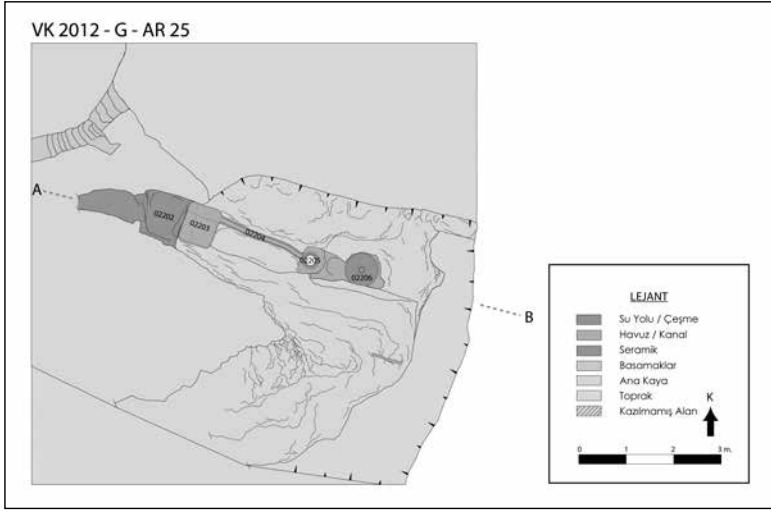 VK 2012 - G - AR 25
A
02202
02203
02204
02205
02206
B
LEJANT
Su Yolu / Çeşme
Havuz / Kanal
Seramik
Basamaklar
Ana Kaya
Toprak
Kazılmamış Alan
K
0 1 2 3 m.